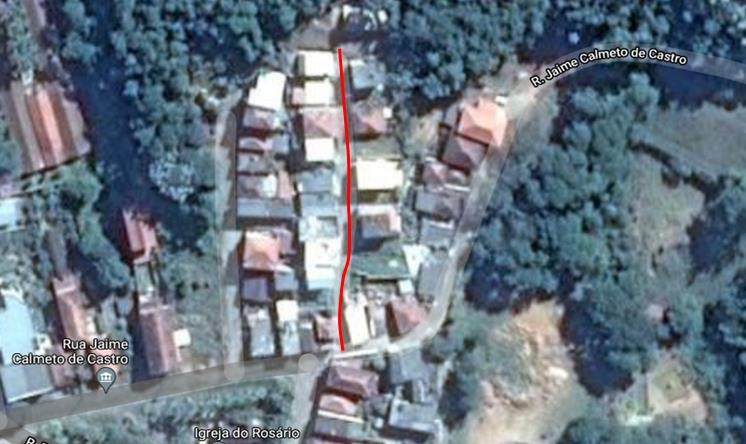 R. Jaime Calmeto de Castro
Rua Jaime
Calmeto de Castro
Igreja do Rosário